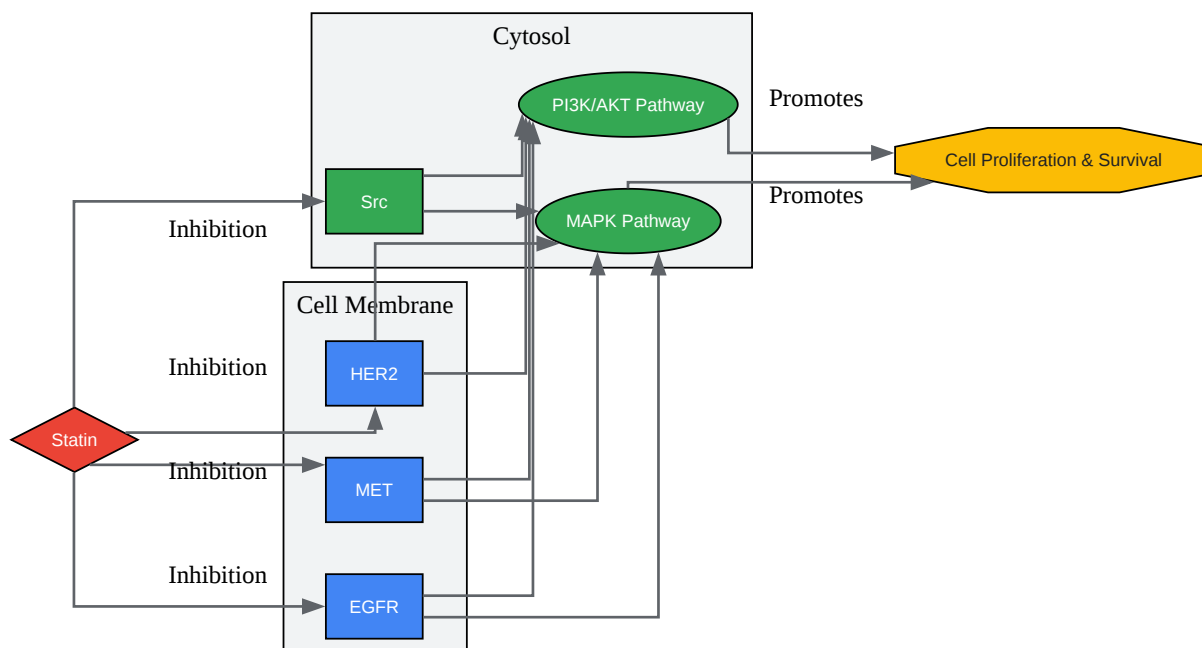 Cytosol
PI3K/AKT Pathway
Promotes
Cell Proliferation & Survival
Promotes
Src
MAPK Pathway
Inhibition
Cell Membrane
Inhibition
HER2
Statin
Inhibition
MET
Inhibition
EGFR